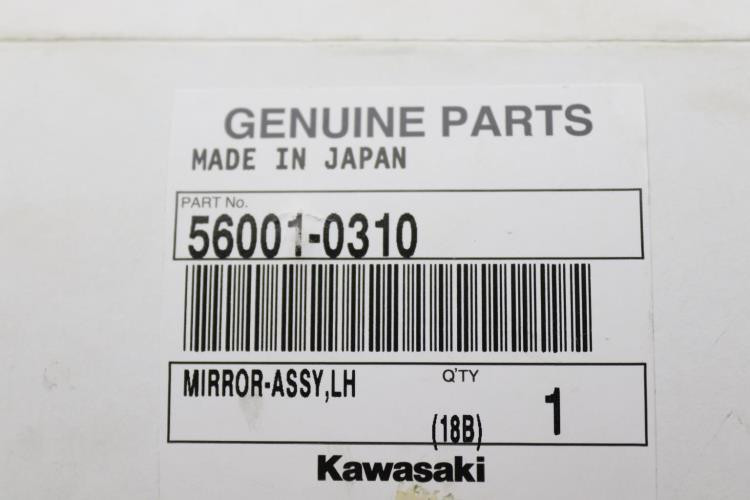 GENUINE PARTS
MADE IN JAPAN
PART No.
56001-0310
MIRROR-ASSY,LH
Q'TY
(18B)
1
Kawasaki